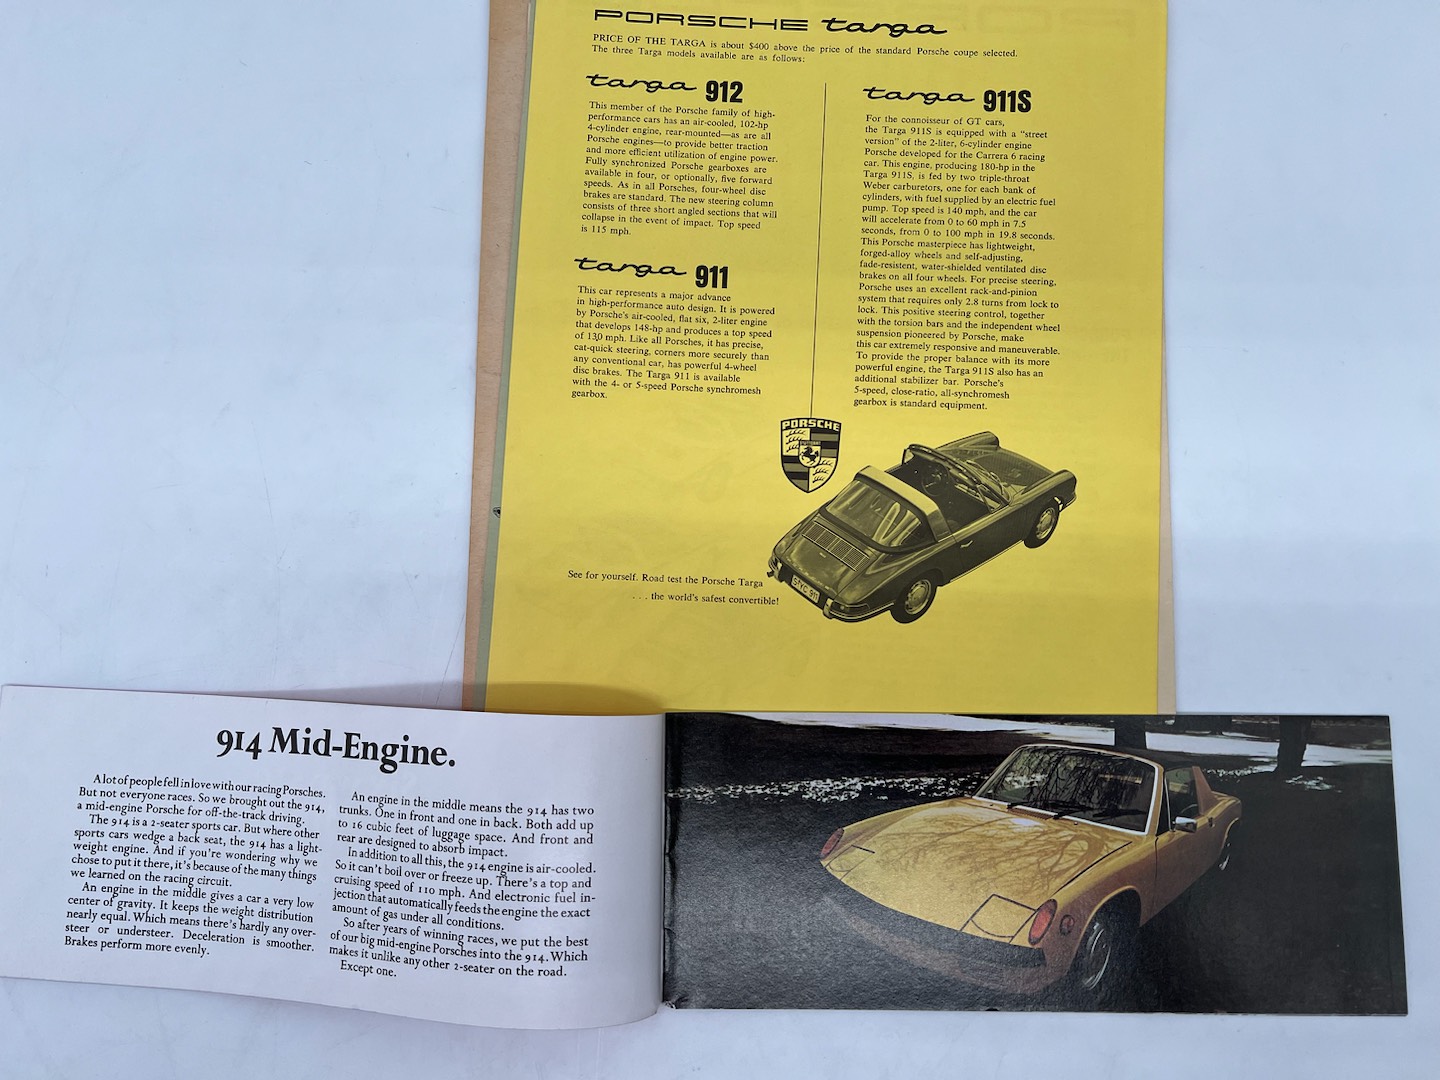 PORSCHE targa
PRICE OF THE TARGA is about $400 above the price of the standard Porsche coupe selected.
The three Targa models available are as follows:
targa 912
This member of the Porsche family of high-
performance cars has an air-cooled, 102-hp
4-cylinder engine, rear-mounted—as are all
Porsche engines—to provide better traction
and more efficient utilization of engine power.
Fully synchronized Porsche gearboxes are
available in four, or optionally, five forward
speeds. As in all Porsches, four-wheel disc
brakes are standard. The new steering column
consists of three short angled sections that will
collapse in the event of impact. Top speed
is 115 mph.
targa 911
This car represents a major advance
in high-performance auto design. It is powered
by Porsche's air-cooled, flat six, 2-liter engine
that develops 148-hp and produces a top speed
of 130 mph. Like all Porsches, it has precise,
cat-quick steering, corners more securely than
any conventional car, has powerful 4-wheel
disc brakes. The Targa 911 is available
with the 4- or 5-speed Porsche synchromesh
gearbox.
targa 911S
For the connoisseur of GT cars,
the Targa 911S is equipped with a "street
version" of the 2-liter, 6-cylinder engine
Porsche developed for the Carrera 6 racing
car. This engine, producing 180-hp in the
Targa 911S, is fed by two triple-throat
Weber carburetors, one for each bank of
cylinders, with fuel supplied by an electric fuel
pump. Top speed is 140 mph, and the car
will accelerate from 0 to 60 mph in 7.5
seconds, from 0 to 100 mph in 19.8 seconds.
This Porsche masterpiece has lightweight,
forged-alloy wheels and self-adjusting,
fade-resistent, water-shielded ventilated disc
brakes on all four wheels. For precise steering,
Porsche uses an excellent rack-and-pinion
system that requires only 2.8 turns from lock to
lock. This positive steering control, together
with the torsion bars and the independent wheel
suspension pioneered by Porsche, make
this car extremely responsive and maneuverable.
To provide the proper balance with its more
powerful engine, the Targa 911S also has an
additional stabilizer bar. Porsche's
5-speed, close-ratio, all-synchromesh
gearbox is standard equipment.
PORSCHE
See for yourself. Road test the Porsche Targa
. . . the world's safest convertible!
914 Mid-Engine.
A lot of people fell in love with our racing Porsches.
But not everyone races. So we brought out the 914,
a mid-engine Porsche for off-the-track driving.
The 914 is a 2-seater sports car. But where other
sports cars wedge a back seat, the 914 has a light-
weight engine. And if you're wondering why we
chose to put it there, it's because of the many things
we learned on the racing circuit.
An engine in the middle gives a car a very low
center of gravity. It keeps the weight distribution
nearly equal. Which means there's hardly any over-
steer or understeer. Deceleration is smoother.
Brakes perform more evenly.
An engine in the middle means the 914 has two
trunks. One in front and one in back. Both add up
to 16 cubic feet of luggage space. And front and
rear are designed to absorb impact.
In addition to all this, the 914 engine is air-cooled.
So it can't boil over or freeze up. There's a top and
cruising speed of 110 mph. And electronic fuel in-
jection that automatically feeds the engine the exact
amount of gas under all conditions.
So after years of winning races, we put the best
of our big mid-engine Porsches into the 914. Which
makes it unlike any other 2-seater on the road.
Except one.